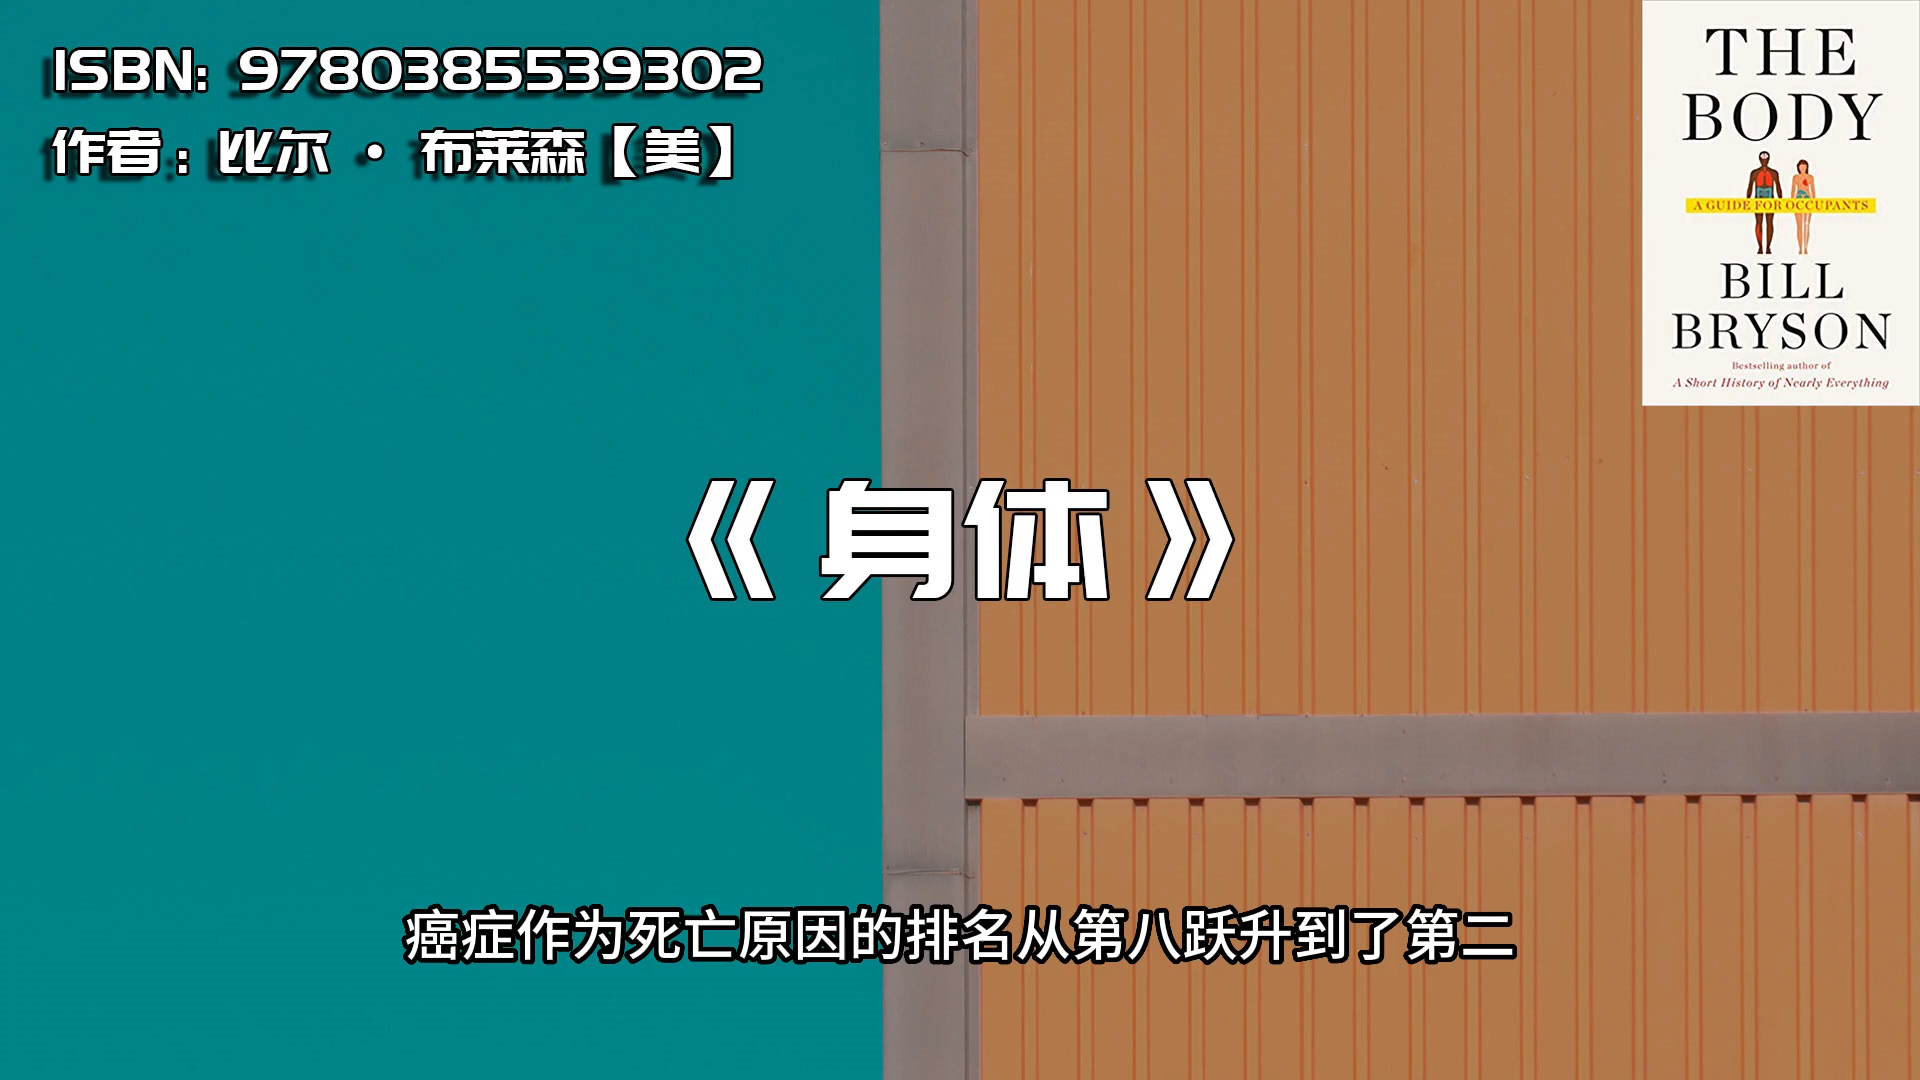 ISBN: 9780385539302
作者：比尔 · 布莱森【美】
THE
BODY
A GUIDE FOR OCCUPANTS
BILL
BRYSON
Bestselling author of
A Short History of Nearly Everything
《身体》
癌症作为死亡原因的排名从第八跃升到了第二